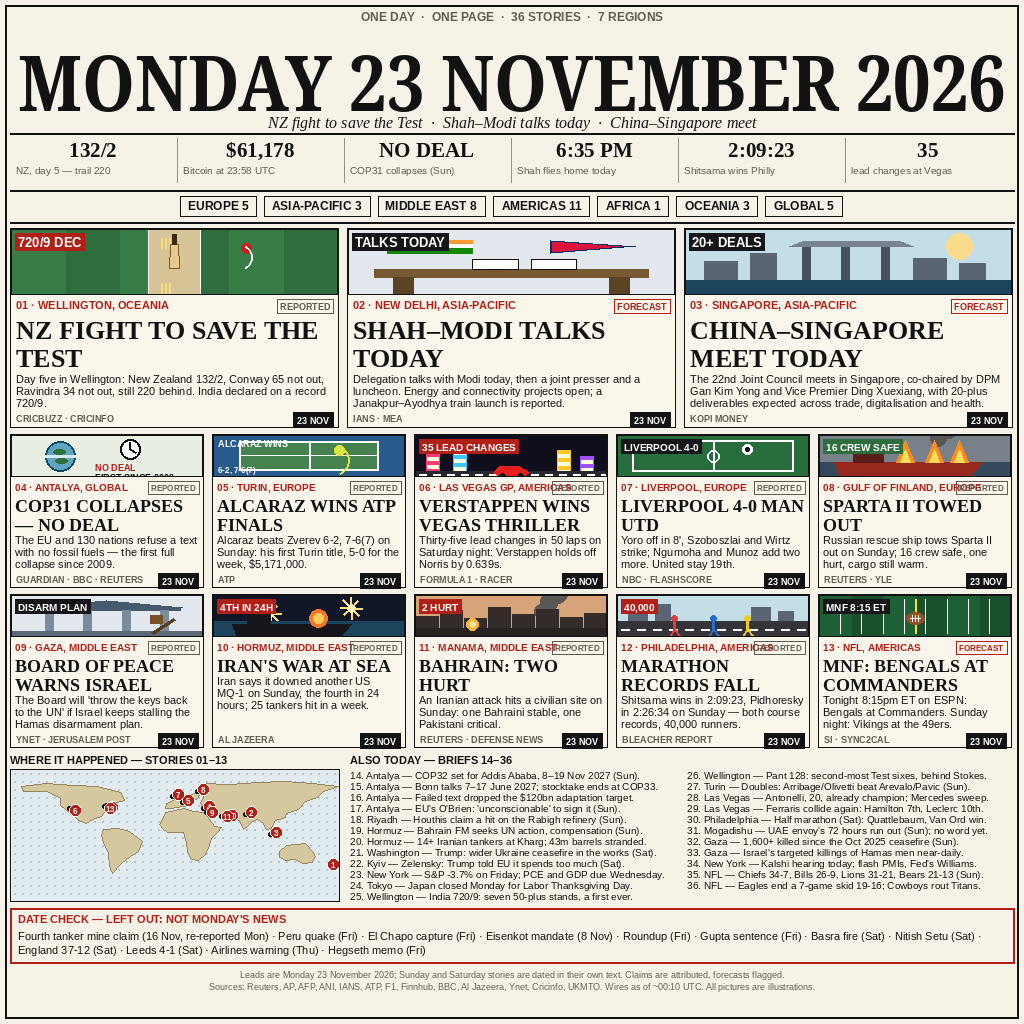 ONE DAY · ONE PAGE · 36 STORIES · 7 REGIONS
MONDAY 23 NOVEMBER 2026
NZ fight to save the Test · Shah–Modi talks today · China–Singapore meet
132/2
NZ, day 5 — trail 220
$61,178
Bitcoin at 23:58 UTC
NO DEAL
COP31 collapses (Sun)
6:35 PM
Shah flies home today
2:09:23
Shitsama wins Philly
35
lead changes at Vegas
EUROPE 5
ASIA-PACIFIC 3
MIDDLE EAST 8
AMERICAS 11
AFRICA 1
OCEANIA 3
GLOBAL 5
720/9 DEC
01 · WELLINGTON, OCEANIA
REPORTED
NZ FIGHT TO SAVE THE
TEST
Day five in Wellington: New Zealand 132/2, Conway 65 not out,
Ravindra 34 not out, still 220 behind. India declared on a record
720/9.
CRICBUZZ · CRICINFO
23 NOV
TALKS TODAY
02 · NEW DELHI, ASIA-PACIFIC
FORECAST
SHAH–MODI TALKS
TODAY
Delegation talks with Modi today, then a joint presser and a
luncheon. Energy and connectivity projects open; a
Janakpur–Ayodhya train launch is reported.
IANS · MEA
23 NOV
20+ DEALS
03 · SINGAPORE, ASIA-PACIFIC
FORECAST
CHINA–SINGAPORE
MEET TODAY
The 22nd Joint Council meets in Singapore, co-chaired by DPM
Gan Kim Yong and Vice Premier Ding Xuexiang, with 20-plus
deliverables expected across trade, digitalisation and health.
KOPI MONEY
23 NOV
NO DEAL
04 · ANTALYA, GLOBAL
REPORTED
COP31 COLLAPSES
— NO DEAL
The EU and 130 nations refuse a text
with no fossil fuels — the first full
collapse since 2009.
GUARDIAN · BBC · REUTERS
23 NOV
ALCARAZ WINS
6-2, 7-6(7)
05 · TURIN, EUROPE
REPORTED
ALCARAZ WINS ATP
FINALS
Alcaraz beats Zverev 6-2, 7-6(7) on
Sunday: his first Turin title, 5-0 for the
week, $5,171,000.
ATP
23 NOV
35 LEAD CHANGES
06 · LAS VEGAS GP, AMERICAS
REPORTED
VERSTAPPEN WINS
VEGAS THRILLER
Thirty-five lead changes in 50 laps on
Saturday night: Verstappen holds off
Norris by 0.639s.
FORMULA 1 · RACER
23 NOV
LIVERPOOL 4-0
07 · LIVERPOOL, EUROPE
REPORTED
LIVERPOOL 4-0 MAN
UTD
Yoro off in 8', Szoboszlai and Wirtz
strike; Ngumoha and Munoz add two
more. United stay 19th.
NBC · FLASHSCORE
23 NOV
16 CREW SAFE
08 · GULF OF FINLAND, EUROPE
REPORTED
SPARTA II TOWED
OUT
Russian rescue ship tows Sparta II
out on Sunday; 16 crew safe, one
hurt, cargo still warm.
REUTERS · YLE
23 NOV
DISARM PLAN
09 · GAZA, MIDDLE EAST
REPORTED
BOARD OF PEACE
WARNS ISRAEL
The Board will 'throw the keys back
to the UN' if Israel keeps stalling the
Hamas disarmament plan.
YNET · JERUSALEM POST
23 NOV
4TH IN 24H
10 · HORMUZ, MIDDLE EAST
REPORTED
IRAN'S WAR AT SEA
Iran says it downed another US
MQ-1 on Sunday, the fourth in 24
hours; 25 tankers hit in a week.
AL JAZEERA
23 NOV
2 HURT
11 · MANAMA, MIDDLE EAST
REPORTED
BAHRAIN: TWO
HURT
An Iranian attack hits a civilian site on
Sunday: one Bahraini stable, one
Pakistani critical.
REUTERS · DEFENSE NEWS
23 NOV
40,000
12 · PHILADELPHIA, AMERICAS
REPORTED
MARATHON
RECORDS FALL
Shitsama wins in 2:09:23, Pidhoresky
in 2:26:34 on Sunday — both course
records, 40,000 runners.
BLEACHER REPORT
23 NOV
MNF 8:15 ET
13 · NFL, AMERICAS
FORECAST
MNF: BENGALS AT
COMMANDERS
Tonight 8:15pm ET on ESPN:
Bengals at Commanders. Sunday
night: Vikings at the 49ers.
SI · SYNC2CAL
23 NOV
WHERE IT HAPPENED — STORIES 01–13
6
13
7
5
8
9
11
2
3
1
ALSO TODAY — BRIEFS 14–36
14. Antalya — COP32 set for Addis Ababa, 8–19 Nov 2027 (Sun).
15. Antalya — Bonn talks 7–17 June 2027; stocktake ends at COP33.
16. Antalya — Failed text dropped the $120bn adaptation target.
17. Antalya — EU's O'Brien: 'unconscionable' to sign it (Sun).
18. Riyadh — Houthis claim a hit on the Rabigh refinery (Sun).
19. Hormuz — Bahrain FM seeks UN action, compensation (Sun).
20. Hormuz — 14+ Iranian tankers at Kharg; 43m barrels stranded.
21. Washington — Trump: wider Ukraine ceasefire in the works (Sat).
22. Kyiv — Zelensky: Trump told EU it spends too much (Sat).
23. New York — S&P -3.7% on Friday; PCE and GDP due Wednesday.
24. Tokyo — Japan closed Monday for Labor Thanksgiving Day.
25. Wellington — India 720/9: seven 50-plus stands, a first ever.
26. Wellington — Pant 128: second-most Test sixes, behind Stokes.
27. Turin — Doubles: Arribage/Olivetti beat Arevalo/Pavic (Sun).
28. Las Vegas — Antonelli, 20, already champion; Mercedes sweep.
29. Las Vegas — Ferraris collide again: Hamilton 7th, Leclerc 10th.
30. Philadelphia — Half marathon (Sat): Quattlebaum, Van Ord win.
31. Mogadishu — UAE envoy's 72 hours run out (Sun); no word yet.
32. Gaza — 1,600+ killed since the Oct 2025 ceasefire (Sun).
33. Gaza — Israel's targeted killings of Hamas men near-daily.
34. New York — Kalshi hearing today; flash PMIs, Fed's Williams.
35. NFL — Chiefs 34-7, Bills 26-9, Lions 31-21, Bears 21-13 (Sun).
36. NFL — Eagles end a 7-game skid 19-16; Cowboys rout Titans.
DATE CHECK — LEFT OUT: NOT MONDAY'S NEWS
Fourth tanker mine claim (16 Nov, re-reported Mon) · Peru quake (Fri) · El Chapo capture (Fri) · Eisenkot mandate (8 Nov) · Roundup (Fri) · Gupta sentence (Fri) · Basra fire (Sat) · Nitish Setu (Sat) ·
England 37-12 (Sat) · Leeds 4-1 (Sat) · Airlines warning (Thu) · Hegseth memo (Fri)
Leads are Monday 23 November 2026; Sunday and Saturday stories are dated in their own text. Claims are attributed, forecasts flagged.
Sources: Reuters, AP, AFP, ANI, IANS, ATP, F1, Finnhub, BBC, Al Jazeera, Ynet, Cricinfo, UKMTO. Wires as of ~00:10 UTC. All pictures are illustrations.